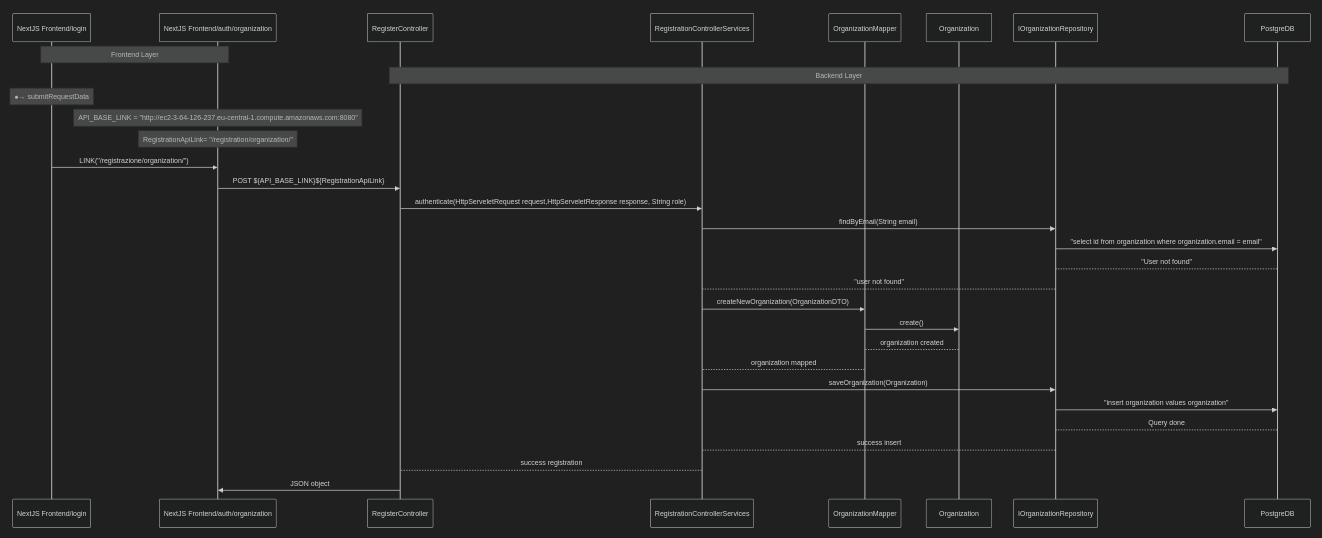 NextJS Frontend/login
NextJS Frontend/auth/organization
RegisterController
RegistrationControllerServices
OrganizationMapper
Organization
IOrganizationRepository
PostgreDB
Frontend Layer
Backend Layer
●→ submitRequestData
API_BASE_LINK = "http://ec2-3-64-126-237.eu-central-1.compute.amazonaws.com:8080"
RegistrationApiLink= "/registration/organization/"
LINK("/registrazione/organization/")
POST ${API_BASE_LINK}${RegistrationApiLink}
authenticate(HttpServeletRequest request,HttpServeletResponse response, String role)
findByEmail(String email)
"select id from organization where organization.email = email"
"User not found"
"user not found"
createNewOrganization(OrganizationDTO)
create()
organization created
organization mapped
saveOrganization(Organization)
"insert organization values organization"
Query done
success insert
success registration
JSON object
NextJS Frontend/login
NextJS Frontend/auth/organization
RegisterController
RegistrationControllerServices
OrganizationMapper
Organization
IOrganizationRepository
PostgreDB